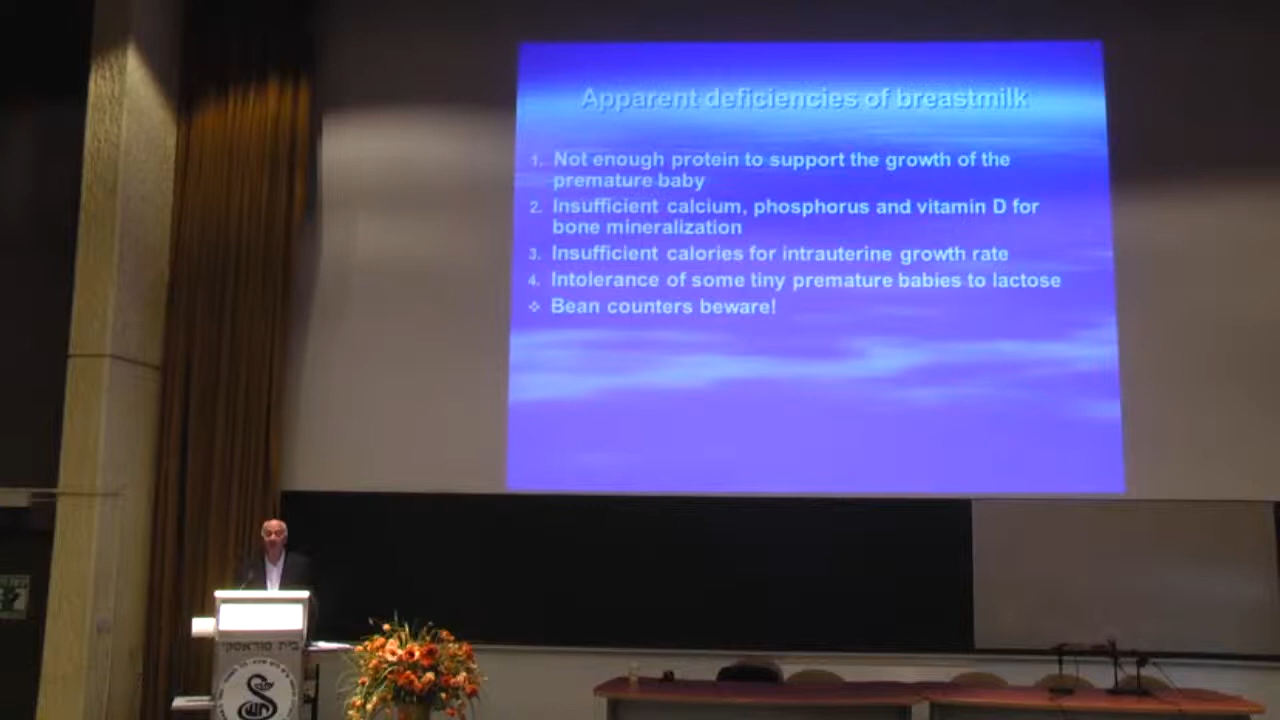 Apparent deficiencies of breastmilk
1. Not enough protein to support the growth of the
premature baby
2. Insufficient calcium, phosphorus and vitamin D for
bone mineralization
3. Insufficient calories for intrauterine growth rate
4. Intolerance of some tiny premature babies to lactose
❖ Bean counters beware!
בית סוראסקי